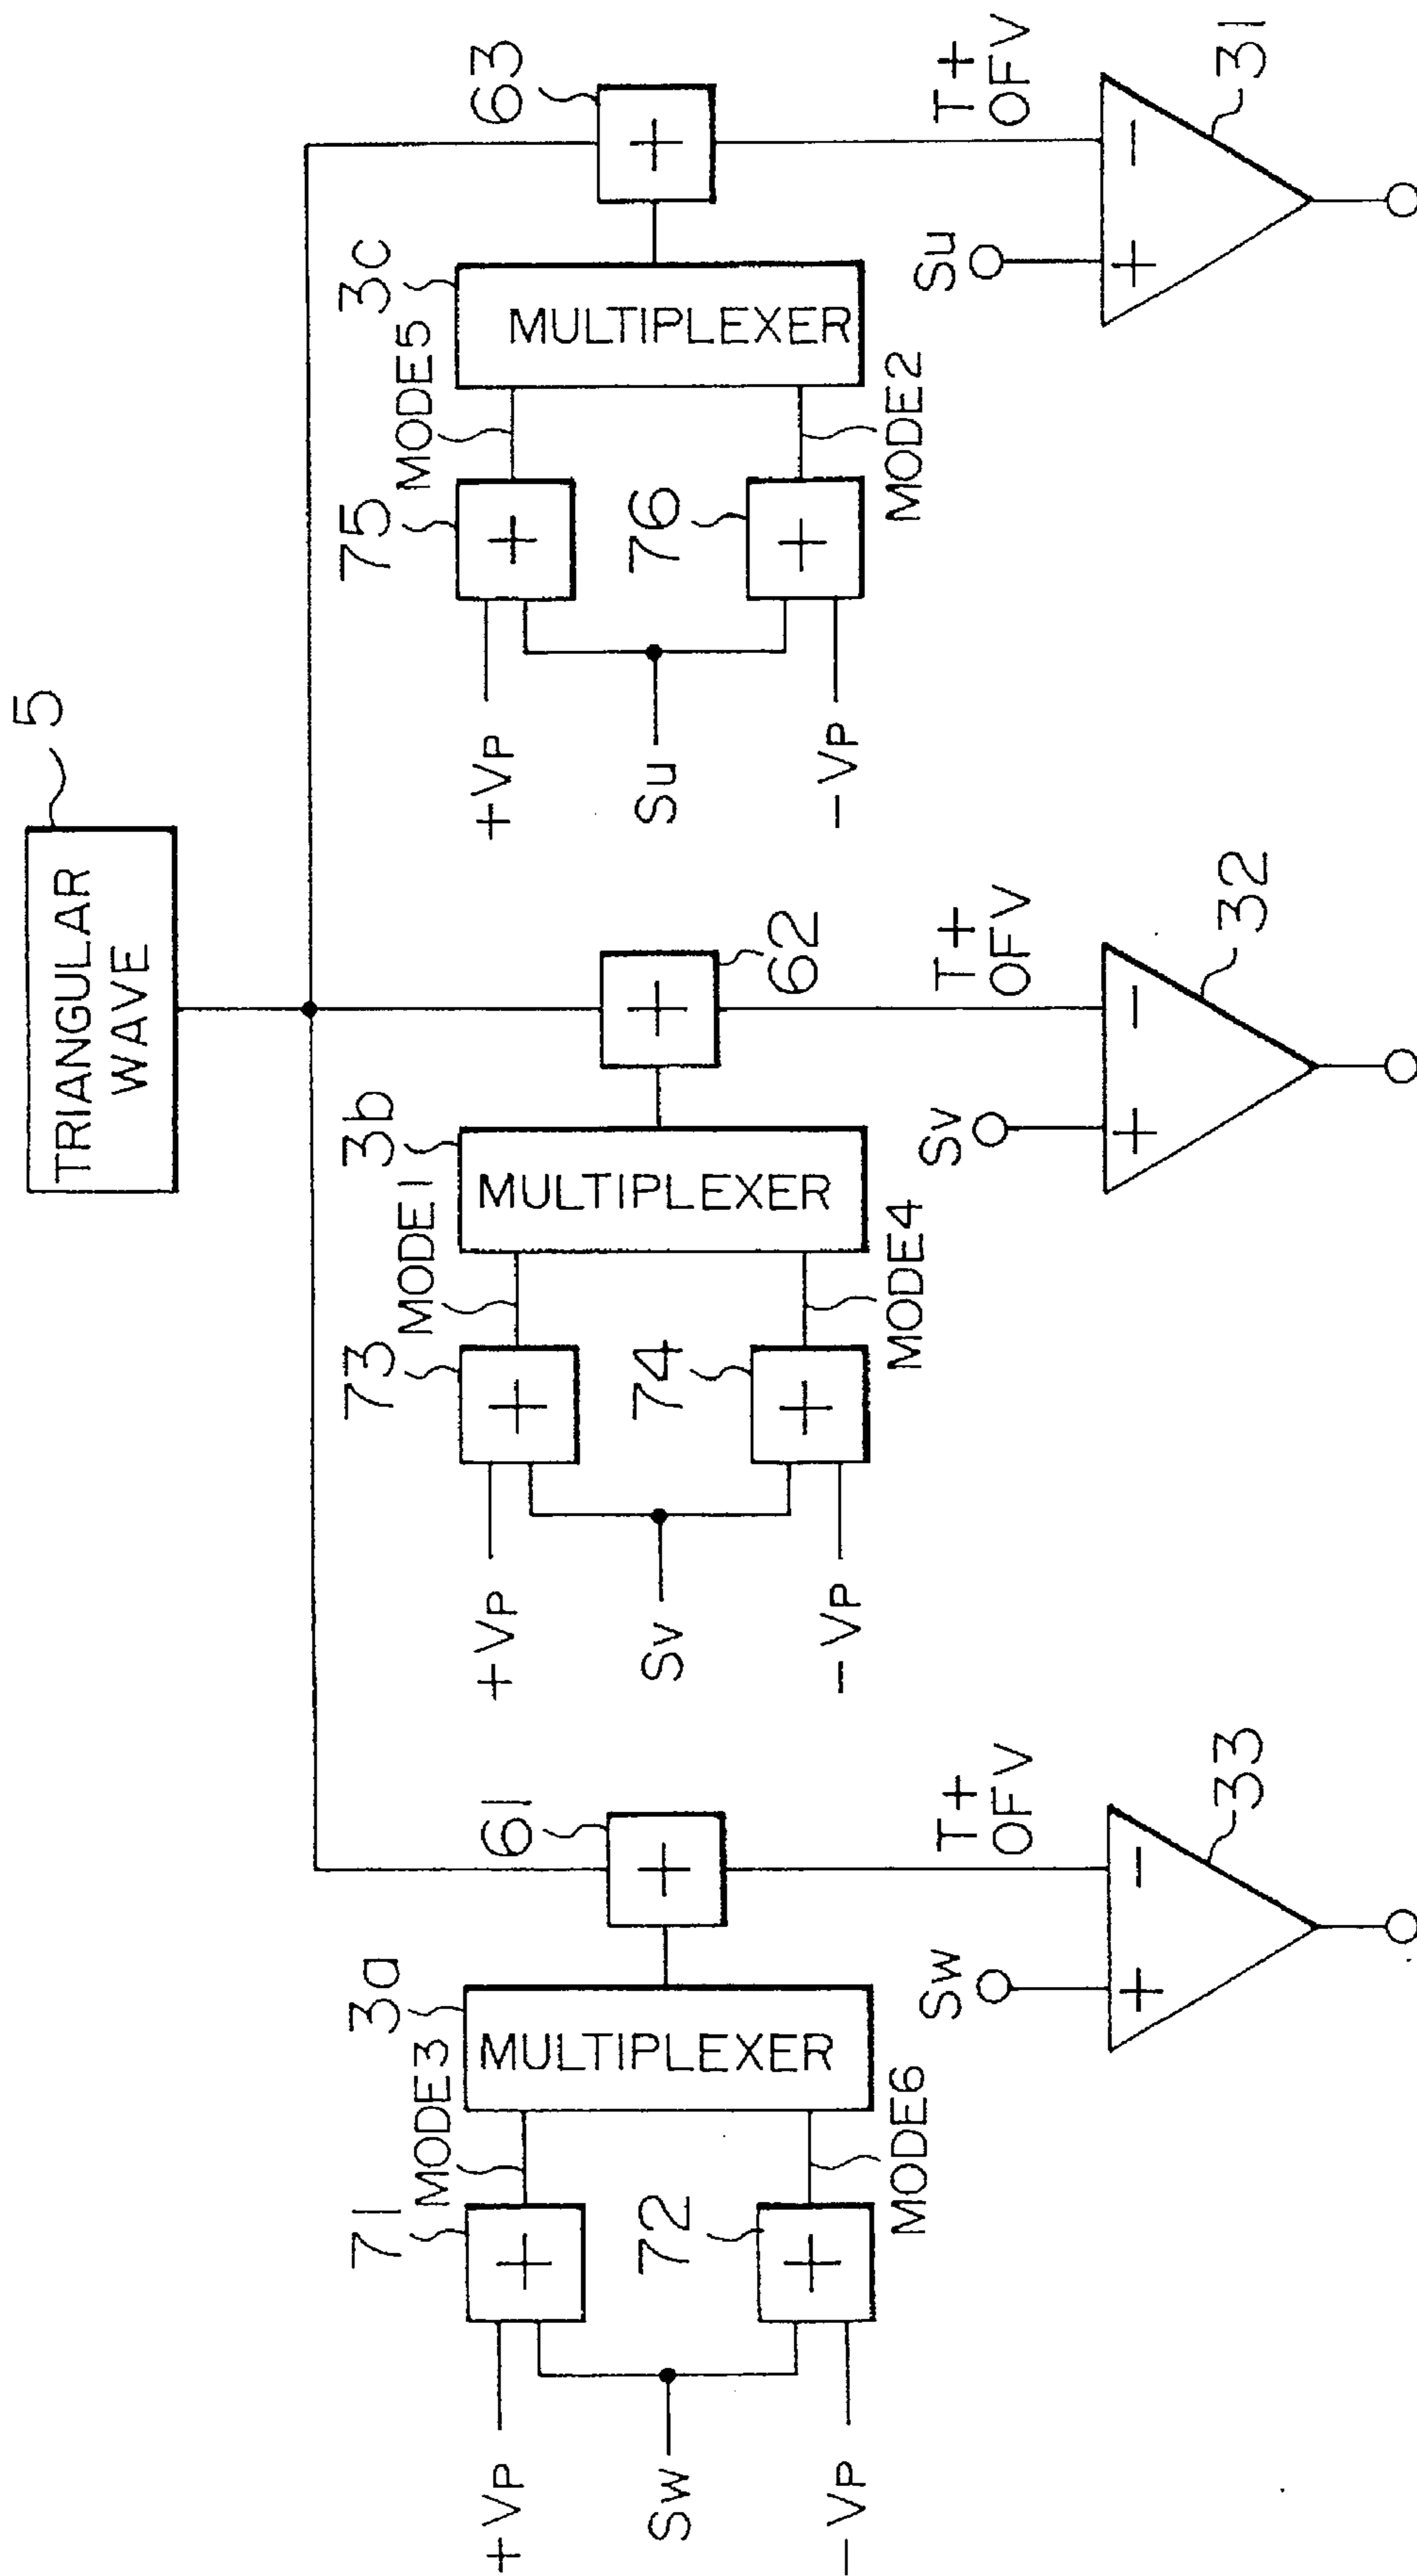 TRIANGULAR
WAVE
5
+VP
Sw
-VP
71
72
MODE3
MODE6
3a
MULTIPLEXER
61
T+
OFV
Sw
+
-
33
+VP
Sv
-VP
73
74
MODE1
MODE4
3b
MULTIPLEXER
62
T+
OFV
Sv
+
-
32
+VP
Su
-VP
75
76
MODE5
MODE2
3c
MULTIPLEXER
63
T+
OFV
Su
+
-
31